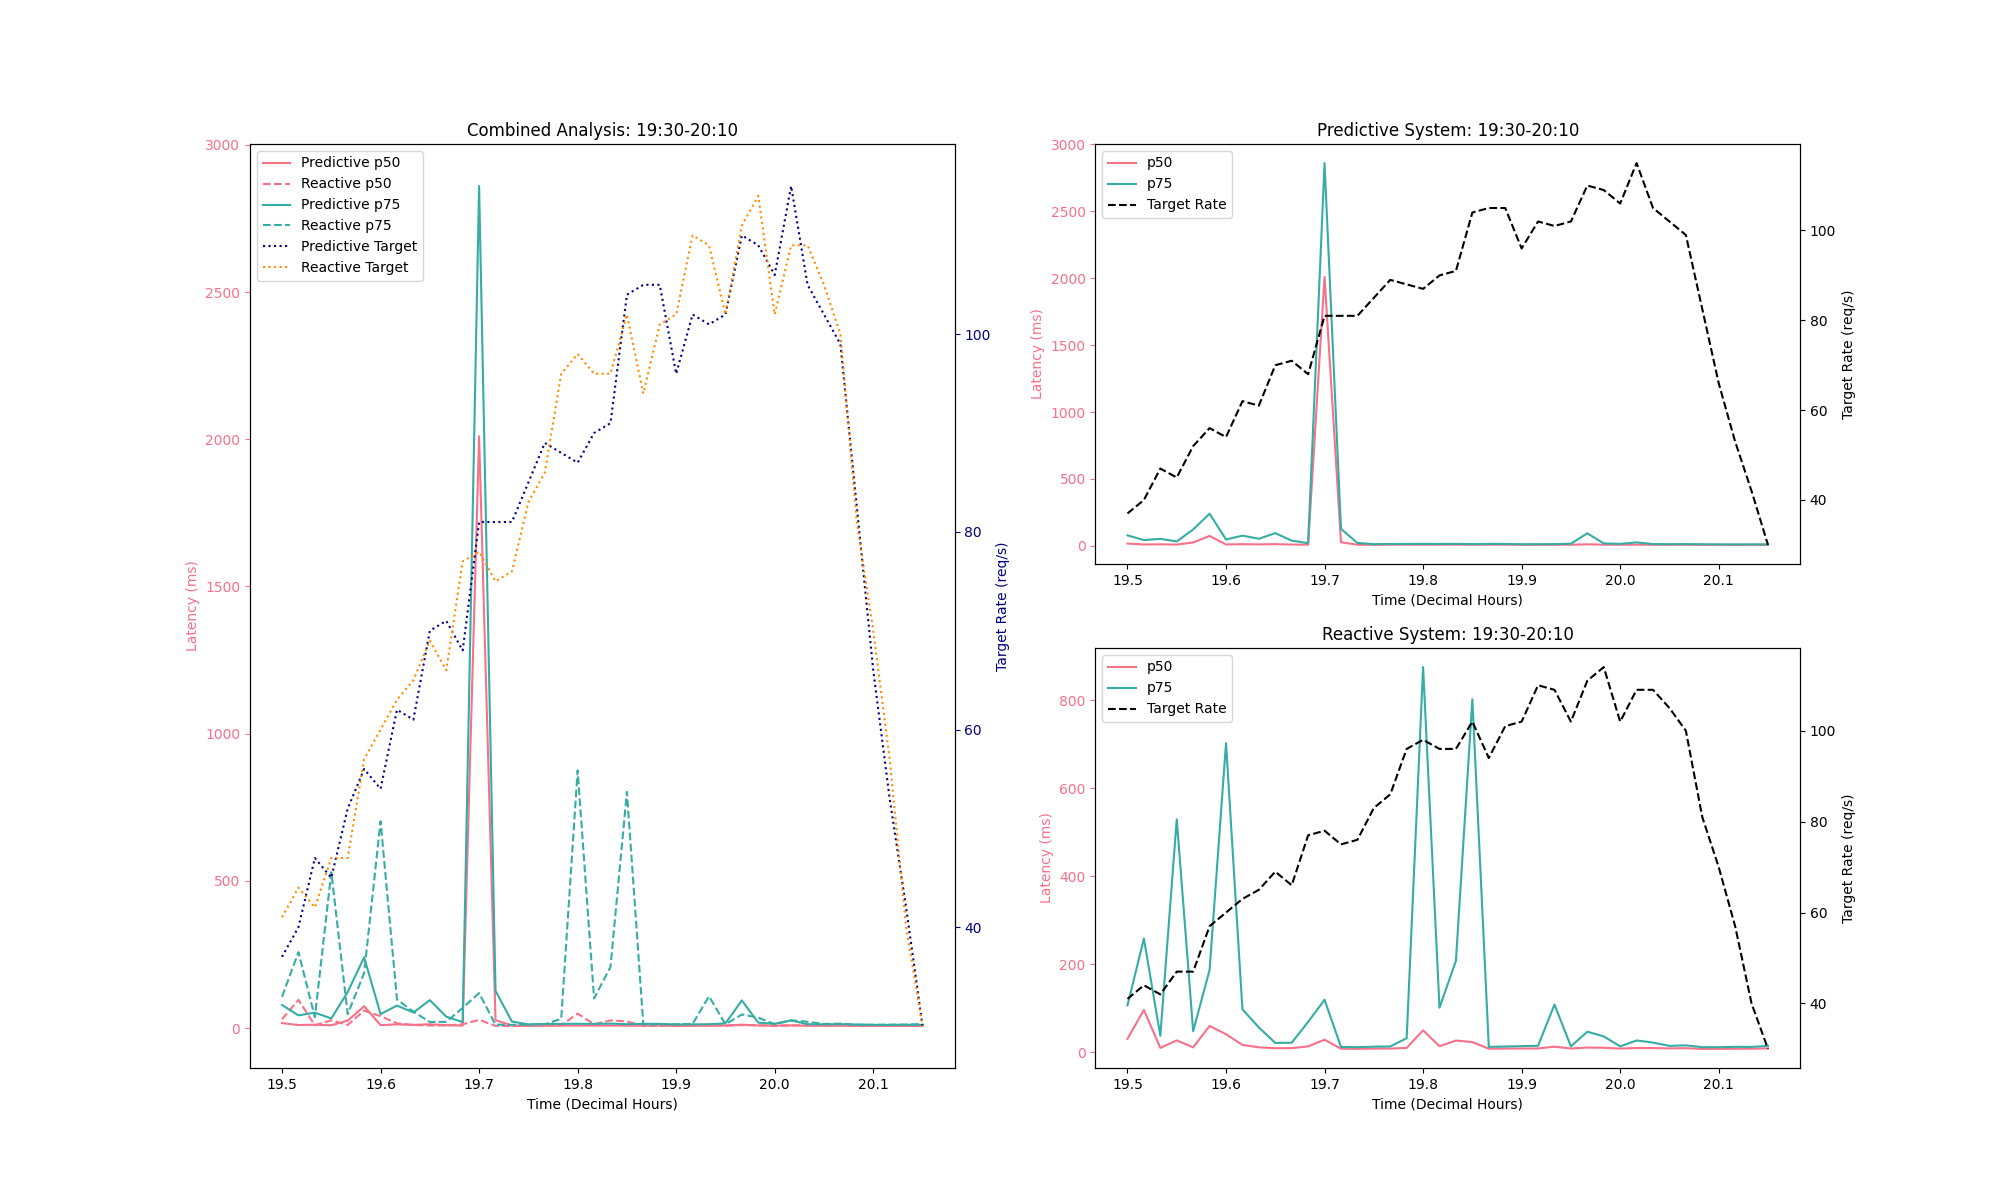 Combined Analysis: 19:30-20:10
3000
2500
2000
1500
1000
500
0
Latency (ms)
Predictive p50
Reactive p50
Predictive p75
Reactive p75
Predictive Target
Reactive Target
100
80
60
40
Target Rate (req/s)
19.5 19.6 19.7 19.8 19.9 20.0 20.1
Time (Decimal Hours)
Predictive System: 19:30-20:10
3000
2500
2000
1500
1000
500
0
Latency (ms)
p50
p75
Target Rate
100
80
60
40
Target Rate (req/s)
19.5 19.6 19.7 19.8 19.9 20.0 20.1
Time (Decimal Hours)
Reactive System: 19:30-20:10
800
600
400
200
0
Latency (ms)
p50
p75
Target Rate
100
80
60
40
Target Rate (req/s)
19.5 19.6 19.7 19.8 19.9 20.0 20.1
Time (Decimal Hours)